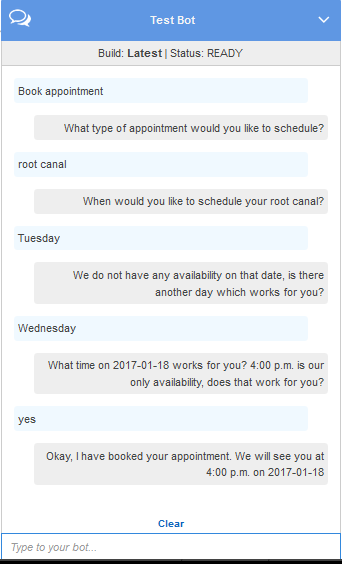 Test Bot
Build: Latest | Status: READY
Book appointment
What type of appointment would you like to schedule?
root canal
When would you like to schedule your root canal?
Tuesday
We do not have any availability on that date, is there
another day which works for you?
Wednesday
What time on 2017-01-18 works for you? 4:00 p.m. is our
only availability, does that work for you?
yes
Okay, I have booked your appointment. We will see you at
4:00 p.m. on 2017-01-18
Clear
Type to your bot...